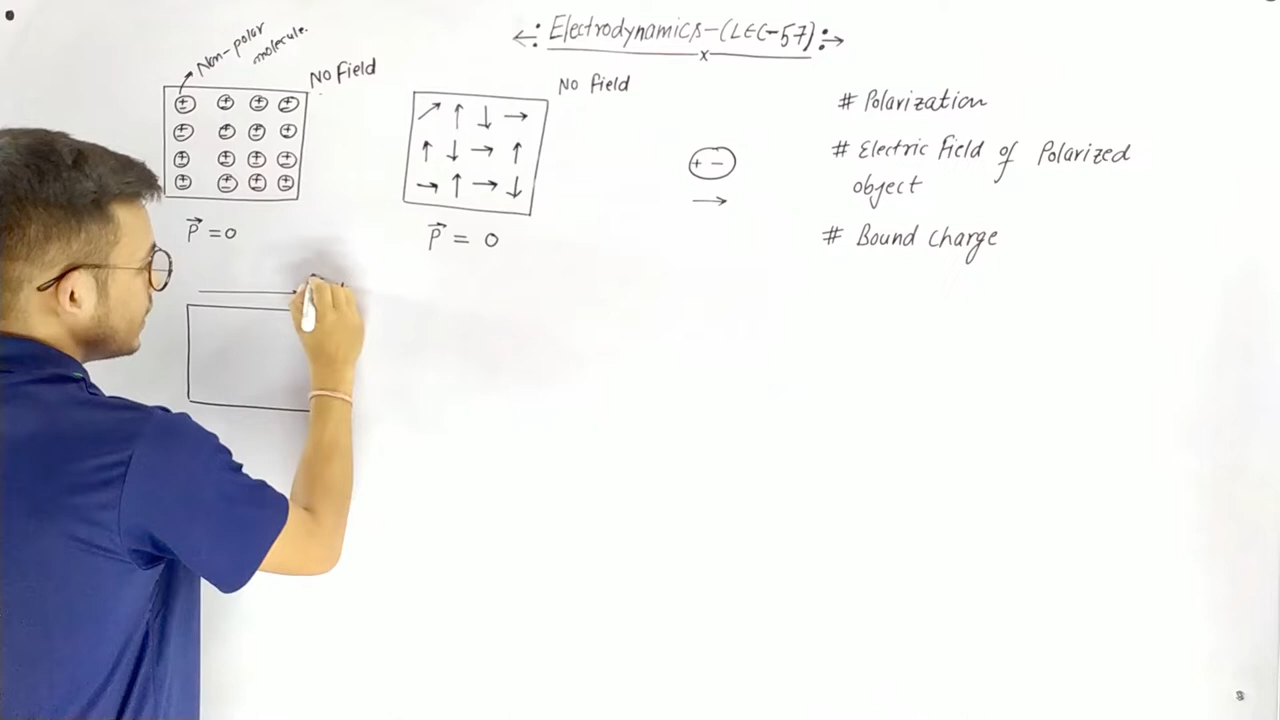 Electrodynamics-(LEC-57)
x
Non-polar
molecule.
No field
No field
P = 0
P = 0
+ -
# Polarization
# Electric field of Polarized
object
# Bound charge